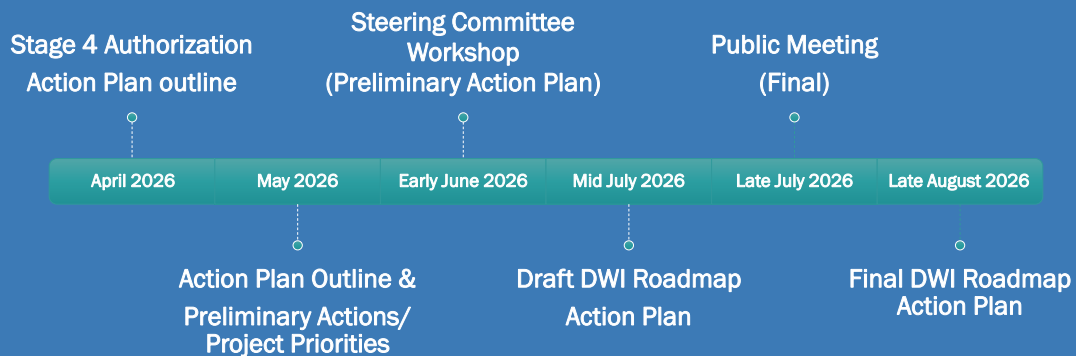 Stage 4 Authorization
Action Plan outline
Steering Committee
Workshop
(Preliminary Action Plan)
Public Meeting
(Final)
April 2026
May 2026
Early June 2026
Mid July 2026
Late July 2026
Late August 2026
Action Plan Outline &
Preliminary Actions/
Project Priorities
Draft DWI Roadmap
Action Plan
Final DWI Roadmap
Action Plan